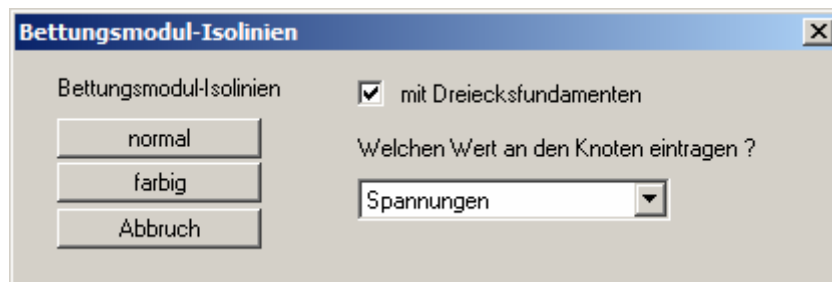 Bettungsmodul-Isolinien
Bettungsmodul-Isolinien
normal
farbig
Abbruch
mit Dreiecksfundamenten
Welchen Wert an den Knoten eintragen ?
Spannungen